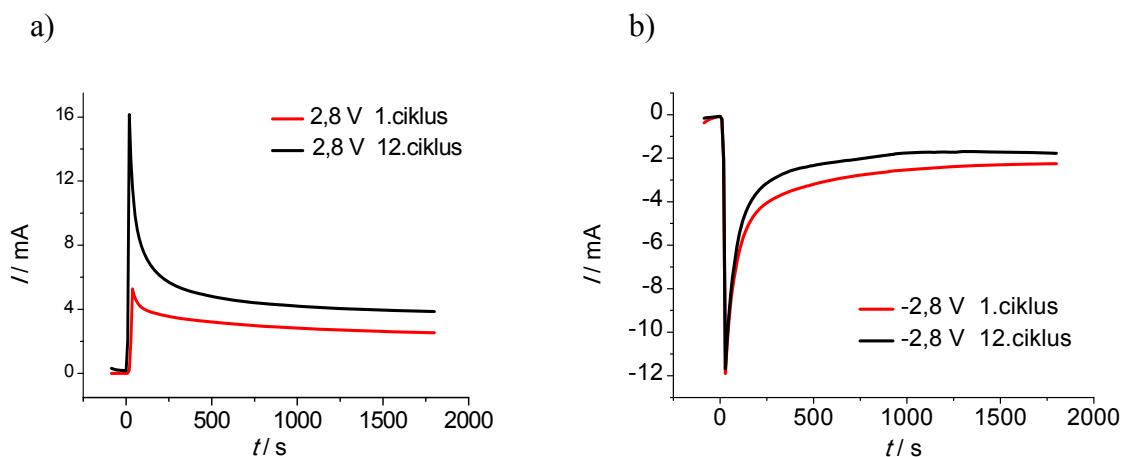 a)
16
12
8
4
0
I / mA
2,8 V 1.ciklus
2,8 V 12.ciklus
0 500 1000 1500 2000
t / s
b)
0
-2
-4
-6
-8
-10
-12
I / mA
-2,8 V 1.ciklus
-2,8 V 12.ciklus
0 500 1000 1500 2000
t / s